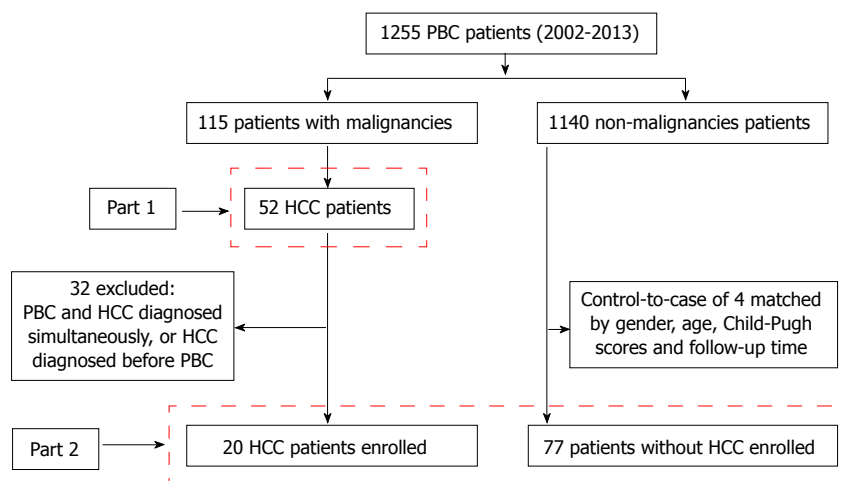 1255 PBC patients (2002-2013)
115 patients with malignancies
1140 non-malignancies patients
Part 1
52 HCC patients
32 excluded:
PBC and HCC diagnosed
simultaneously, or HCC
diagnosed before PBC
Control-to-case of 4 matched
by gender, age, Child-Pugh
scores and follow-up time
Part 2
20 HCC patients enrolled
77 patients without HCC enrolled